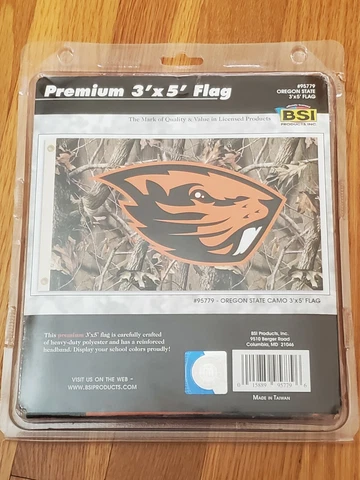 Premium 3'x5' Flag
#95779
OREGON STATE
3'x5' FLAG
The Mark of Quality & Value in Licensed Products
BSI
PRODUCTS INC.
#95779 - OREGON STATE CAMO 3'x5' FLAG
This premium 3'x5' flag is carefully crafted
of heavy-duty polyester and has a reinforced
headband. Display your school colors proudly!
VISIT US ON THE WEB ~
WWW.BSIPRODUCTS.COM
BSI Products, Inc.
9510 Berger Road
Columbia, MD 21046
MADE IN TAIWAN